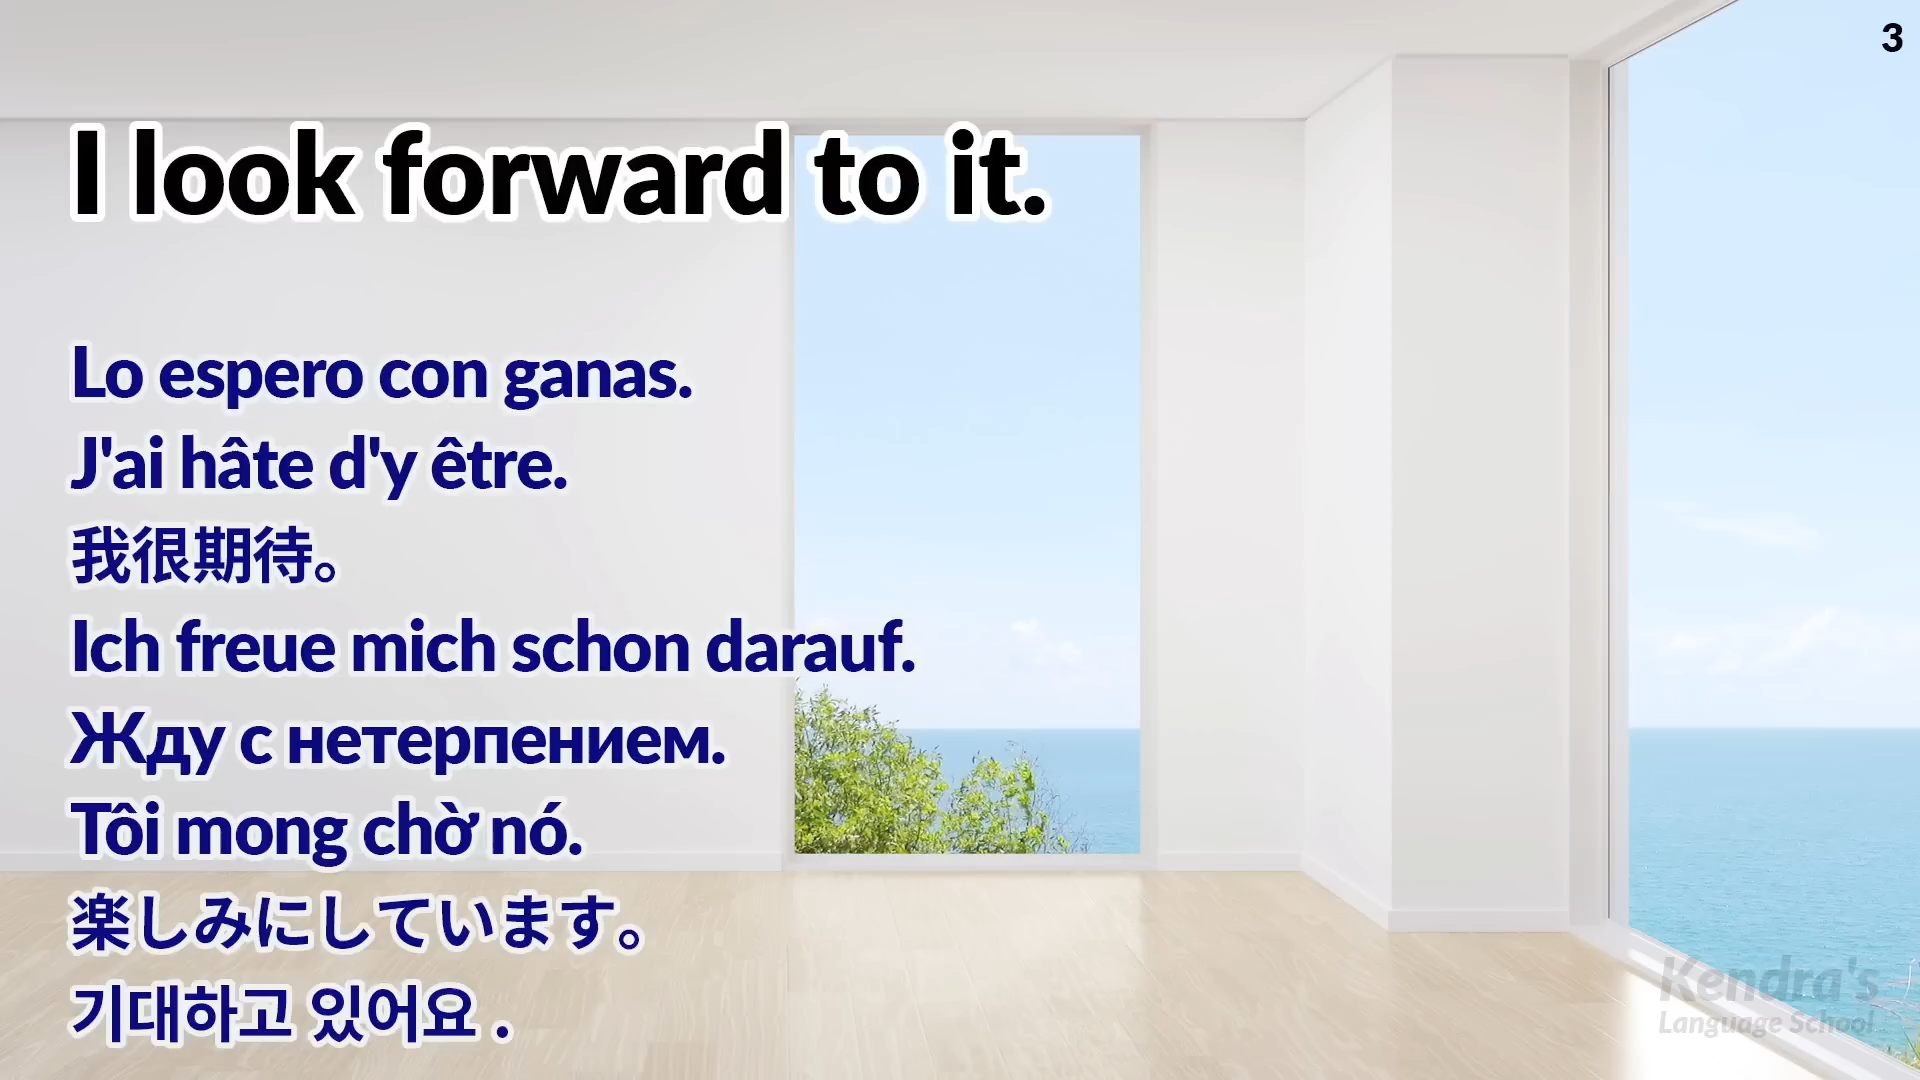 3
I look forward to it.
Lo espero con ganas.
J'ai hâte d'y être.
我很期待。
Ich freue mich schon darauf.
Жду с нетерпением.
Tôi mong chờ nó.
楽しみにしています。
기대하고 있어요 .
Kendra's
Language School